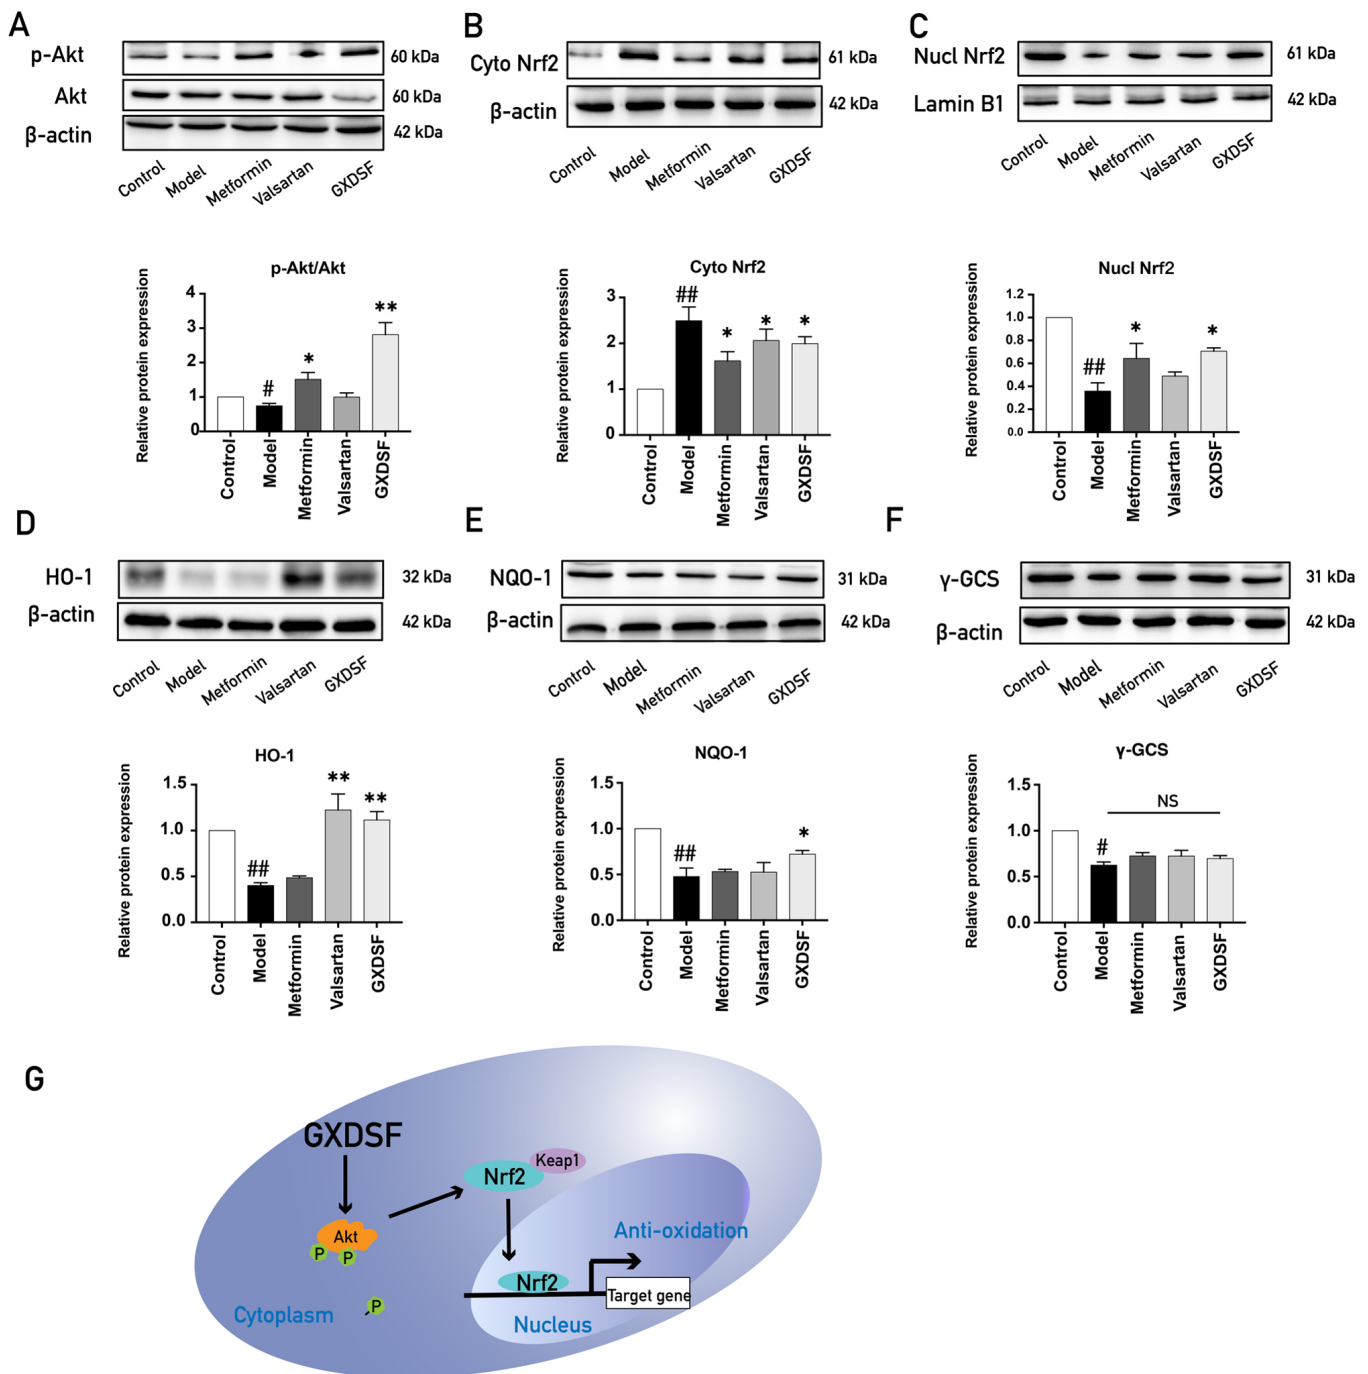 A
p-Akt
60 kDa
Akt
60 kDa
β-actin
42 kDa
Control
Model
Metformin
Valsartan
GXDSF
p-Akt/Akt
Relative protein expression
4
3
2
1
0
#
*
**
Control
Model
Metformin
Valsartan
GXDSF
B
Cyto Nrf2
61 kDa
β-actin
42 kDa
Control
Model
Metformin
Valsartan
GXDSF
Cyto Nrf2
Relative protein expression
3
2
1
0
##
*
*
*
Control
Model
Metformin
Valsartan
GXDSF
C
Nucl Nrf2
61 kDa
Lamin B1
42 kDa
Control
Model
Metformin
Valsartan
GXDSF
Nucl Nrf2
Relative protein expression
1.2
1.0
0.8
0.6
0.4
0.2
0.0
##
*
*
Control
Model
Metformin
Valsartan
GXDSF
D
HO-1
32 kDa
β-actin
42 kDa
Control
Model
Metformin
Valsartan
GXDSF
HO-1
Relative protein expression
1.5
1.0
0.5
0.0
##
**
**
Control
Model
Metformin
Valsartan
GXDSF
E
NQO-1
31 kDa
β-actin
42 kDa
Control
Model
Metformin
Valsartan
GXDSF
NQO-1
Relative protein expression
1.5
1.0
0.5
0.0
##
*
Control
Model
Metformin
Valsartan
GXDSF
F
γ-GCS
31 kDa
β-actin
42 kDa
Control
Model
Metformin
Valsartan
GXDSF
γ-GCS
Relative protein expression
1.5
1.0
0.5
0.0
#
NS
Control
Model
Metformin
Valsartan
GXDSF
G
GXDSF
Keap1
Nrf2
Akt
P
P
P
Anti-oxidation
Nrf2
Target gene
Cytoplasm
Nucleus